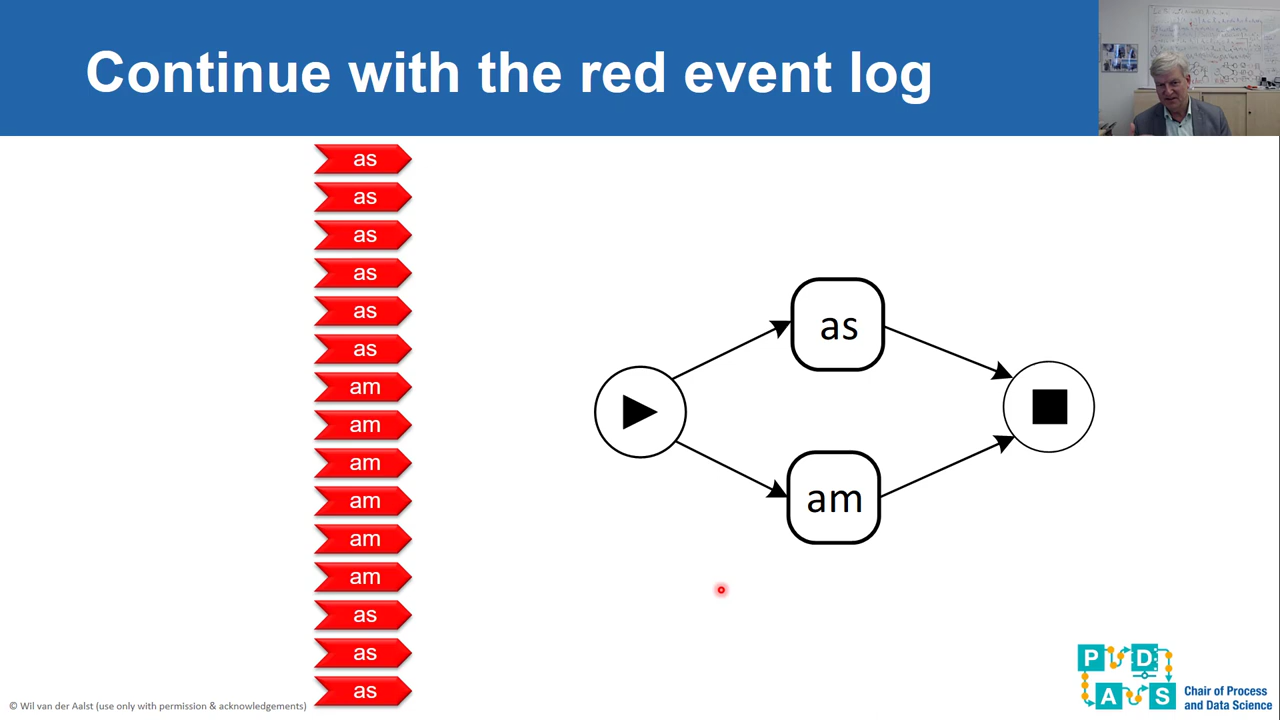 Continue with the red event log
as
as
as
as
as
as
am
am
am
am
am
am
as
as
as
as
am
P D
A S
Chair of Process
and Data Science
© Wil van der Aalst (use only with permission & acknowledgements)